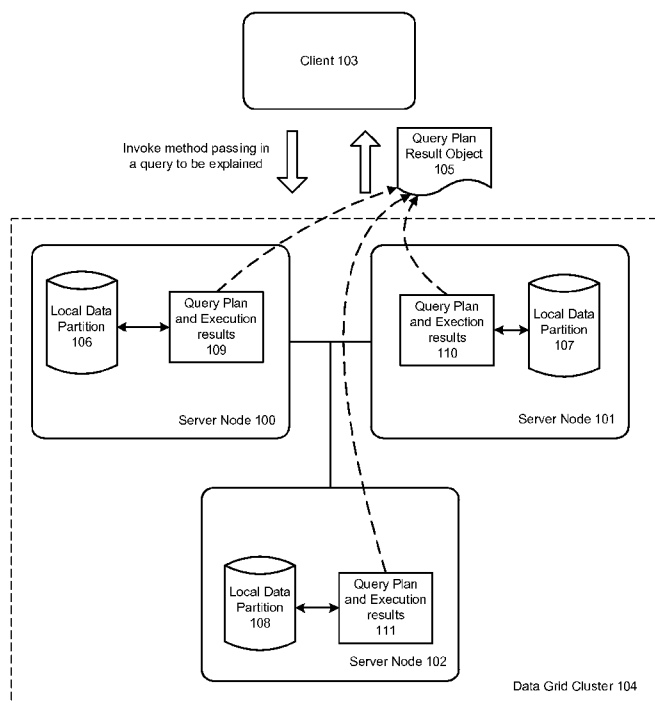 Client 103
Invoke method passing in
a query to be explained
Query Plan
Result Object
105
Local Data
Partition
106
Query Plan
and Execution
results
109
Server Node 100
Query Plan
and Exection
results
110
Local Data
Partition
107
Server Node 101
Local Data
Partition
108
Query Plan
and Execution
results
111
Server Node 102
Data Grid Cluster 104